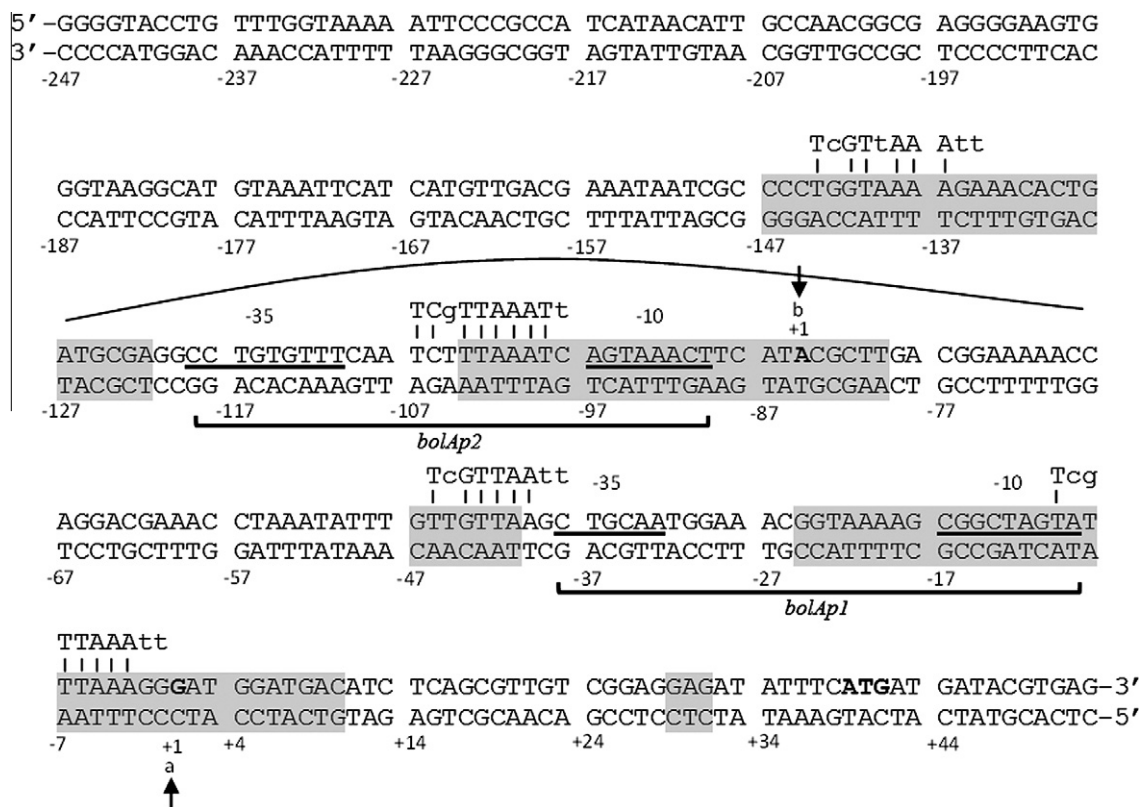 5′–GGGGTACCTG TTTGGTAAAA ATTCCCGCCA TCATAACATT GCCAACGGCG AGGGGAAGTG
3′–CCCCATGGAC AAACCATTTT TAAGGGCGGT AGTATTGTAA CGGTTGCCGC TCCCCTTCAC
-247 -237 -227 -217 -207 -197
TcGTtAA Att
GGTAAGGCAT GTAAATTCAT CATGTTGACG AAATAATCGC CCCTGGTAAA AGAAACACTG
CCATTCCGTA CATTTAAGTA GTACAACTGC TTTATTAGCG GGGACCATTT TCTTTGTGAC
-187 -177 -167 -157 -147 -137
b
-35 TCgTTAAATt -10 +1
ATGCGAGGCC TGTGTTTCAA TCTTTAAATC AGTAAACTTC ATACGCTTGA CGGAAAAACC
TACGCTCCGG ACACAAAGTT AGAAATTTAG TCATTTGAAG TATGCGAACT GCCTTTTTGG
-127 -117 -107 -97 -87 -77
bolAp2
TcGTTAAtt -35 -10 Tcg
AGGACGAAAC CTAAATATTT GTTGTTAAGC TGCAATGGAA ACGGTAAAAG CGGCTAGTAT
TCCTGCTTTG GATTTATAAA CAACAATTCG ACGTTACCTT TGCCATTTTC GCCGATCATA
-67 -57 -47 -37 -27 -17
bolAp1
TTAAAtt
TTAAAGGGAT GGATGACATC TCAGCGTTGT CGGAGGAGAT ATTTCATGAT GATACGTGAG–3′
AATTTCCCTA CCTACTGTAG AGTCGCAACA GCCTCCTCTA TAAAGTACTA CTATGCACTC–5′
-7 +1 +4 +14 +24 +34 +44
a